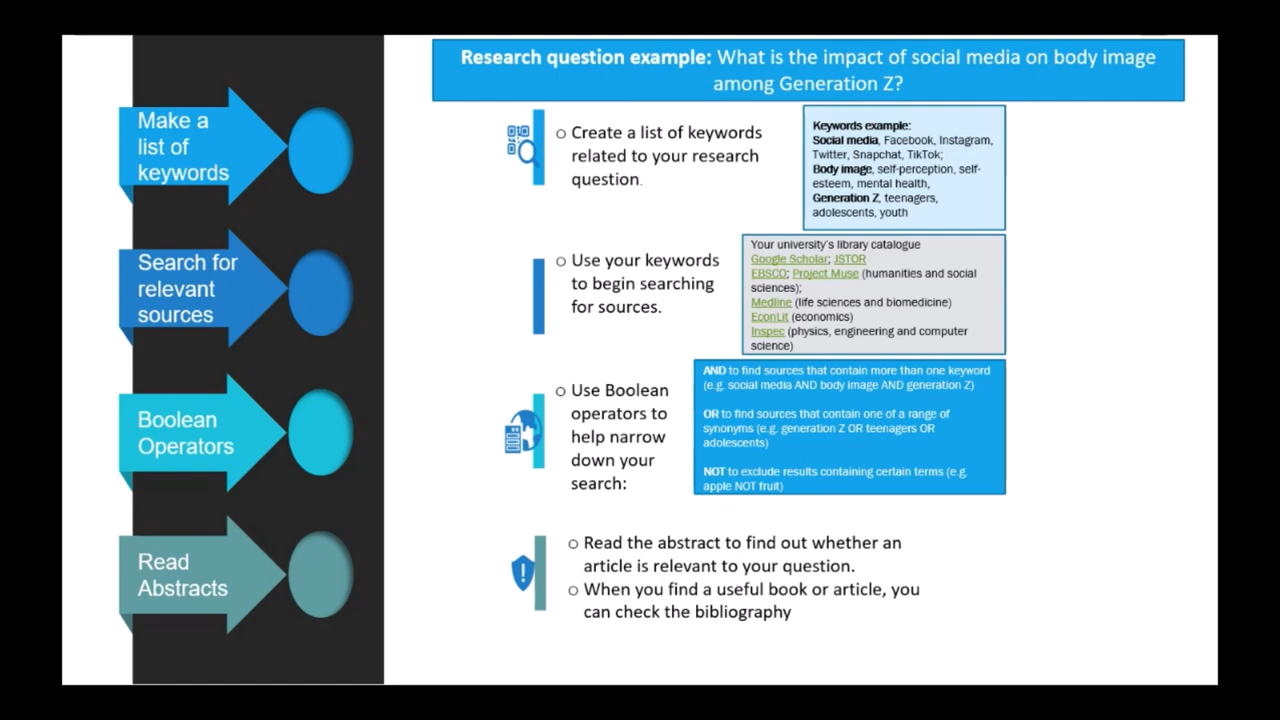 Research question example: What is the impact of social media on body image
among Generation Z?
Make a
list of
keywords
o Create a list of keywords
related to your research
question.
Keywords example:
Social media, Facebook, Instagram,
Twitter, Snapchat, TikTok;
Body image, self-perception, self-
esteem, mental health,
Generation Z, teenagers,
adolescents, youth
Search for
relevant
sources
o Use your keywords
to begin searching
for sources.
Your university's library catalogue
Google Scholar; JSTOR
EBSCO; Project Muse (humanities and social
sciences);
Medline (life sciences and biomedicine)
EconLit (economics)
Inspec (physics, engineering and computer
science)
Boolean
Operators
o Use Boolean
operators to
help narrow
down your
search:
AND to find sources that contain more than one keyword
(e.g. social media AND body image AND generation Z)
OR to find sources that contain one of a range of
synonyms (e.g. generation Z OR teenagers OR
adolescents)
NOT to exclude results containing certain terms (e.g.
apple NOT fruit)
Read
Abstracts
o Read the abstract to find out whether an
article is relevant to your question.
o When you find a useful book or article, you
can check the bibliography